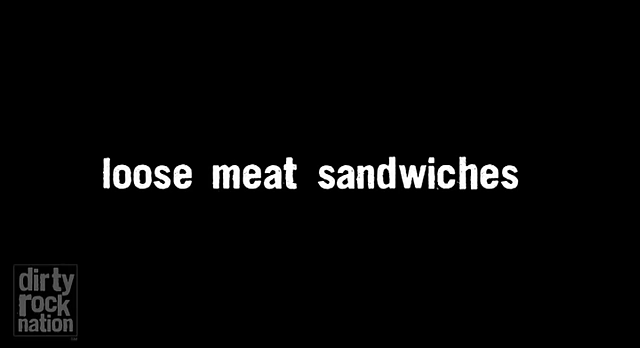 loose meat sandwiches
dirty
rock
nation